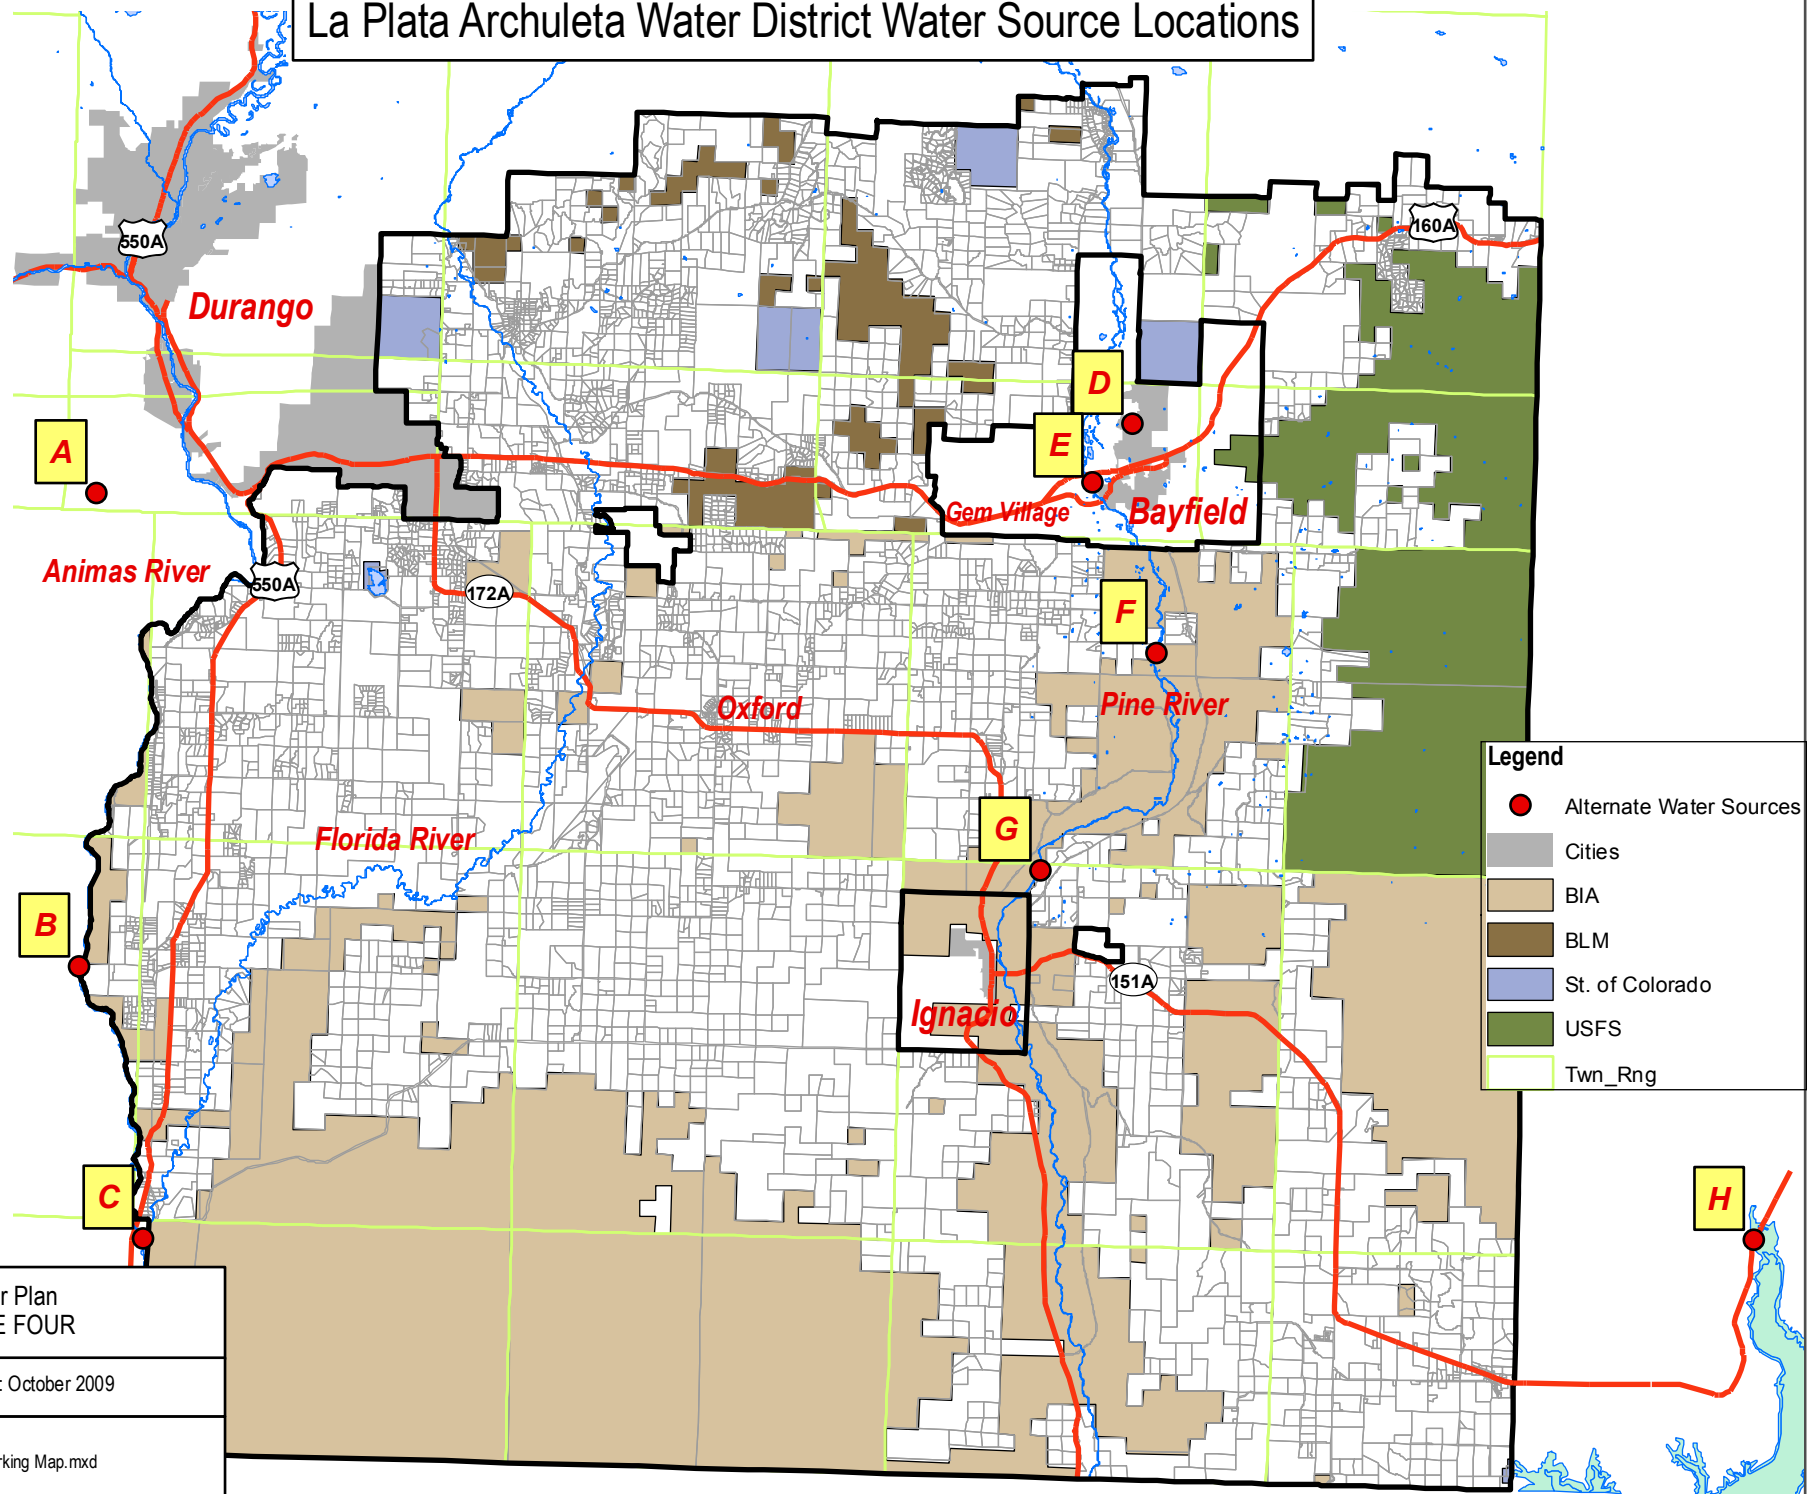 La Plata Archuleta Water District Water Source Locations
550A
160A
Durango
D
A
E
Gem Village
Bayfield
Animas River
550A
172A
F
Oxford
Pine River
Legend
Alternate Water Sources
Cities
BIA
BLM
St. of Colorado
USFS
Twn_Rng
G
Florida River
B
151A
Ignacio
C
H
r Plan
E FOUR
: October 2009
rking Map.mxd